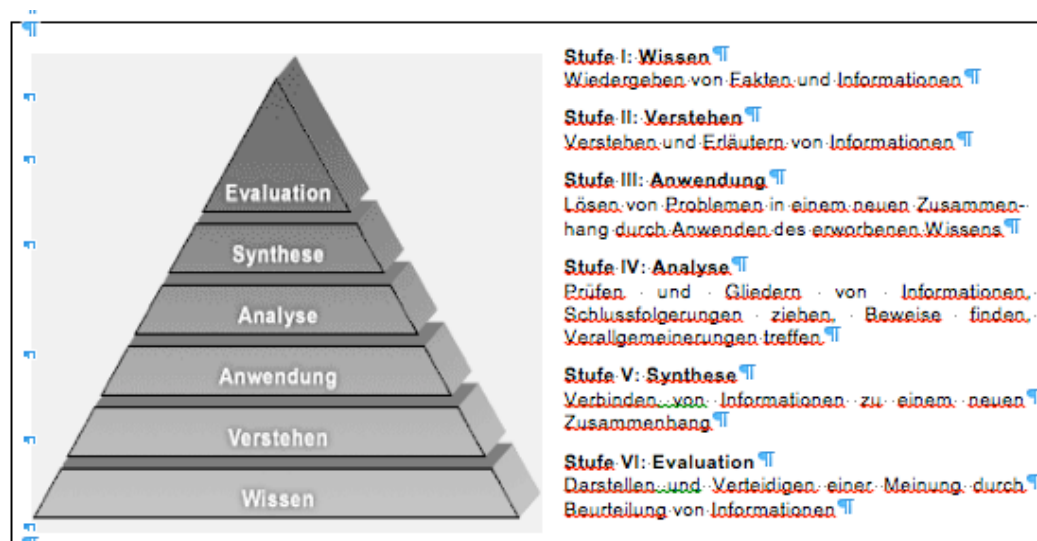 Evaluation
Synthese
Analyse
Anwendung
Verstehen
Wissen
Stufe I: Wissen
Wiedergeben von Fakten und Informationen
Stufe II: Verstehen
Verstehen und Erläutern von Informationen
Stufe III: Anwendung
Lösen von Problemen in einem neuen Zusammen-
hang durch Anwenden des erworbenen Wissens
Stufe IV: Analyse
Prüfen und Gliedern von Informationen,
Schlussfolgerungen ziehen, Beweise finden,
Verallgemeinerungen treffen
Stufe V: Synthese
Verbinden von Informationen zu einem neuen
Zusammenhang
Stufe VI: Evaluation
Darstellen und Verteidigen einer Meinung durch
Beurteilung von Informationen